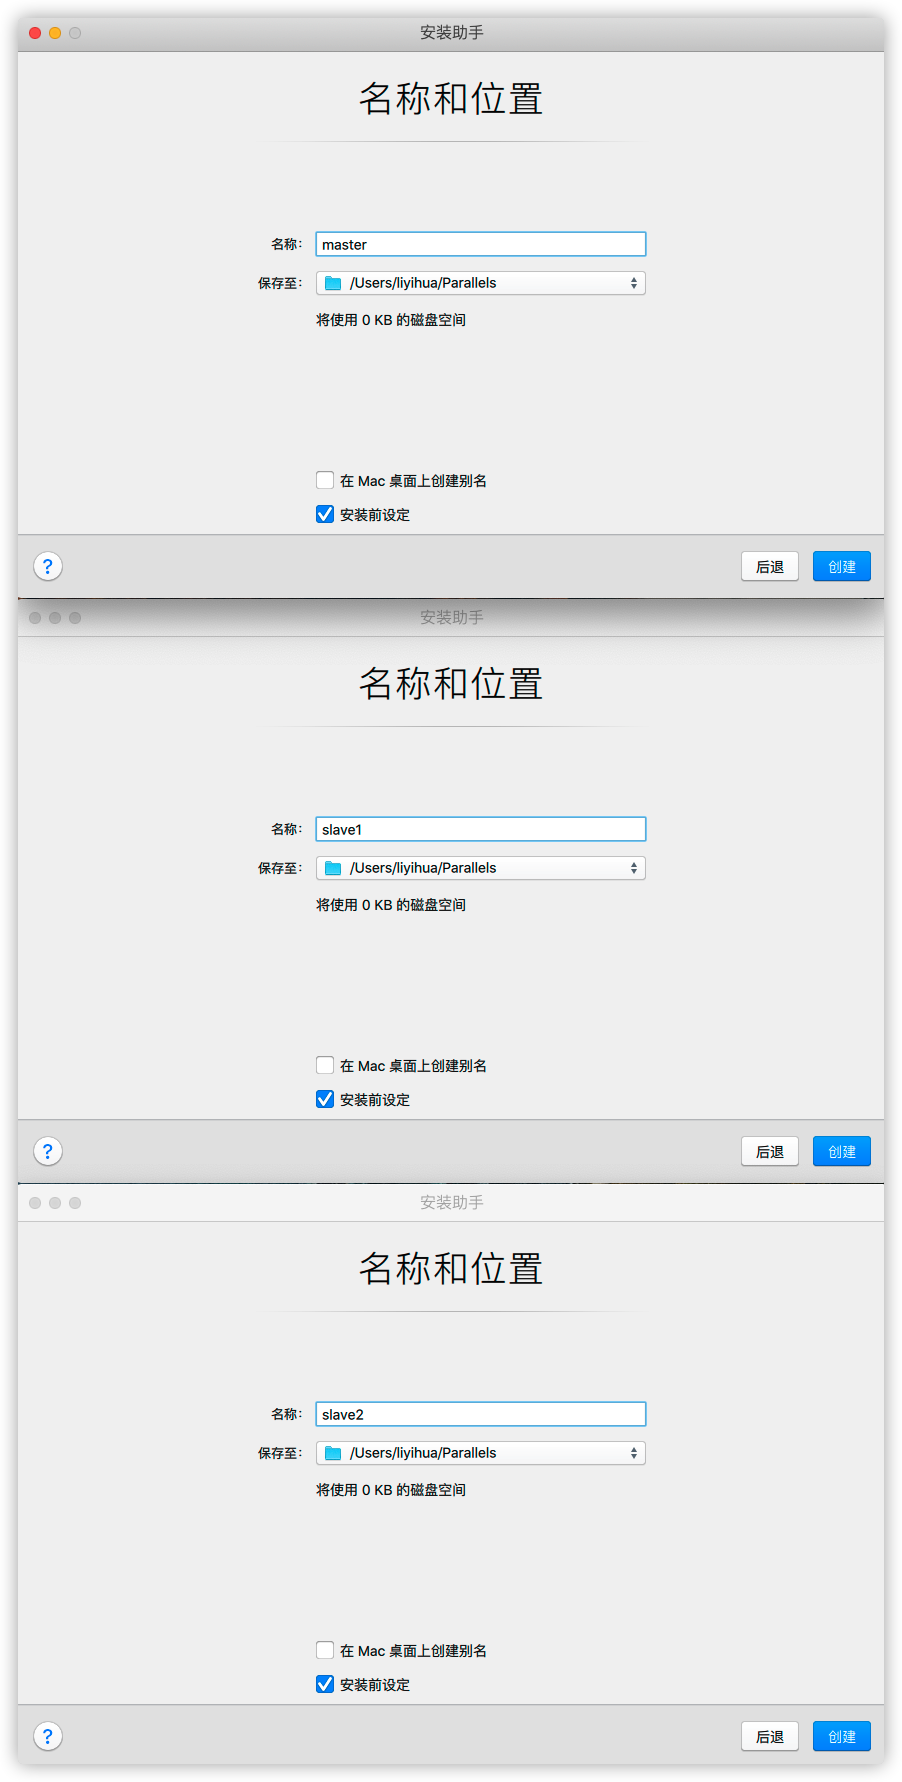 安装助手
名称和位置
名称： master
保存至： /Users/liyihua/Parallels
将使用 0 KB 的磁盘空间
在 Mac 桌面上创建别名
安装前设定
? 后退 创建
安装助手
名称和位置
名称： slave1
保存至： /Users/liyihua/Parallels
将使用 0 KB 的磁盘空间
在 Mac 桌面上创建别名
安装前设定
? 后退 创建
安装助手
名称和位置
名称： slave2
保存至： /Users/liyihua/Parallels
将使用 0 KB 的磁盘空间
在 Mac 桌面上创建别名
安装前设定
? 后退 创建